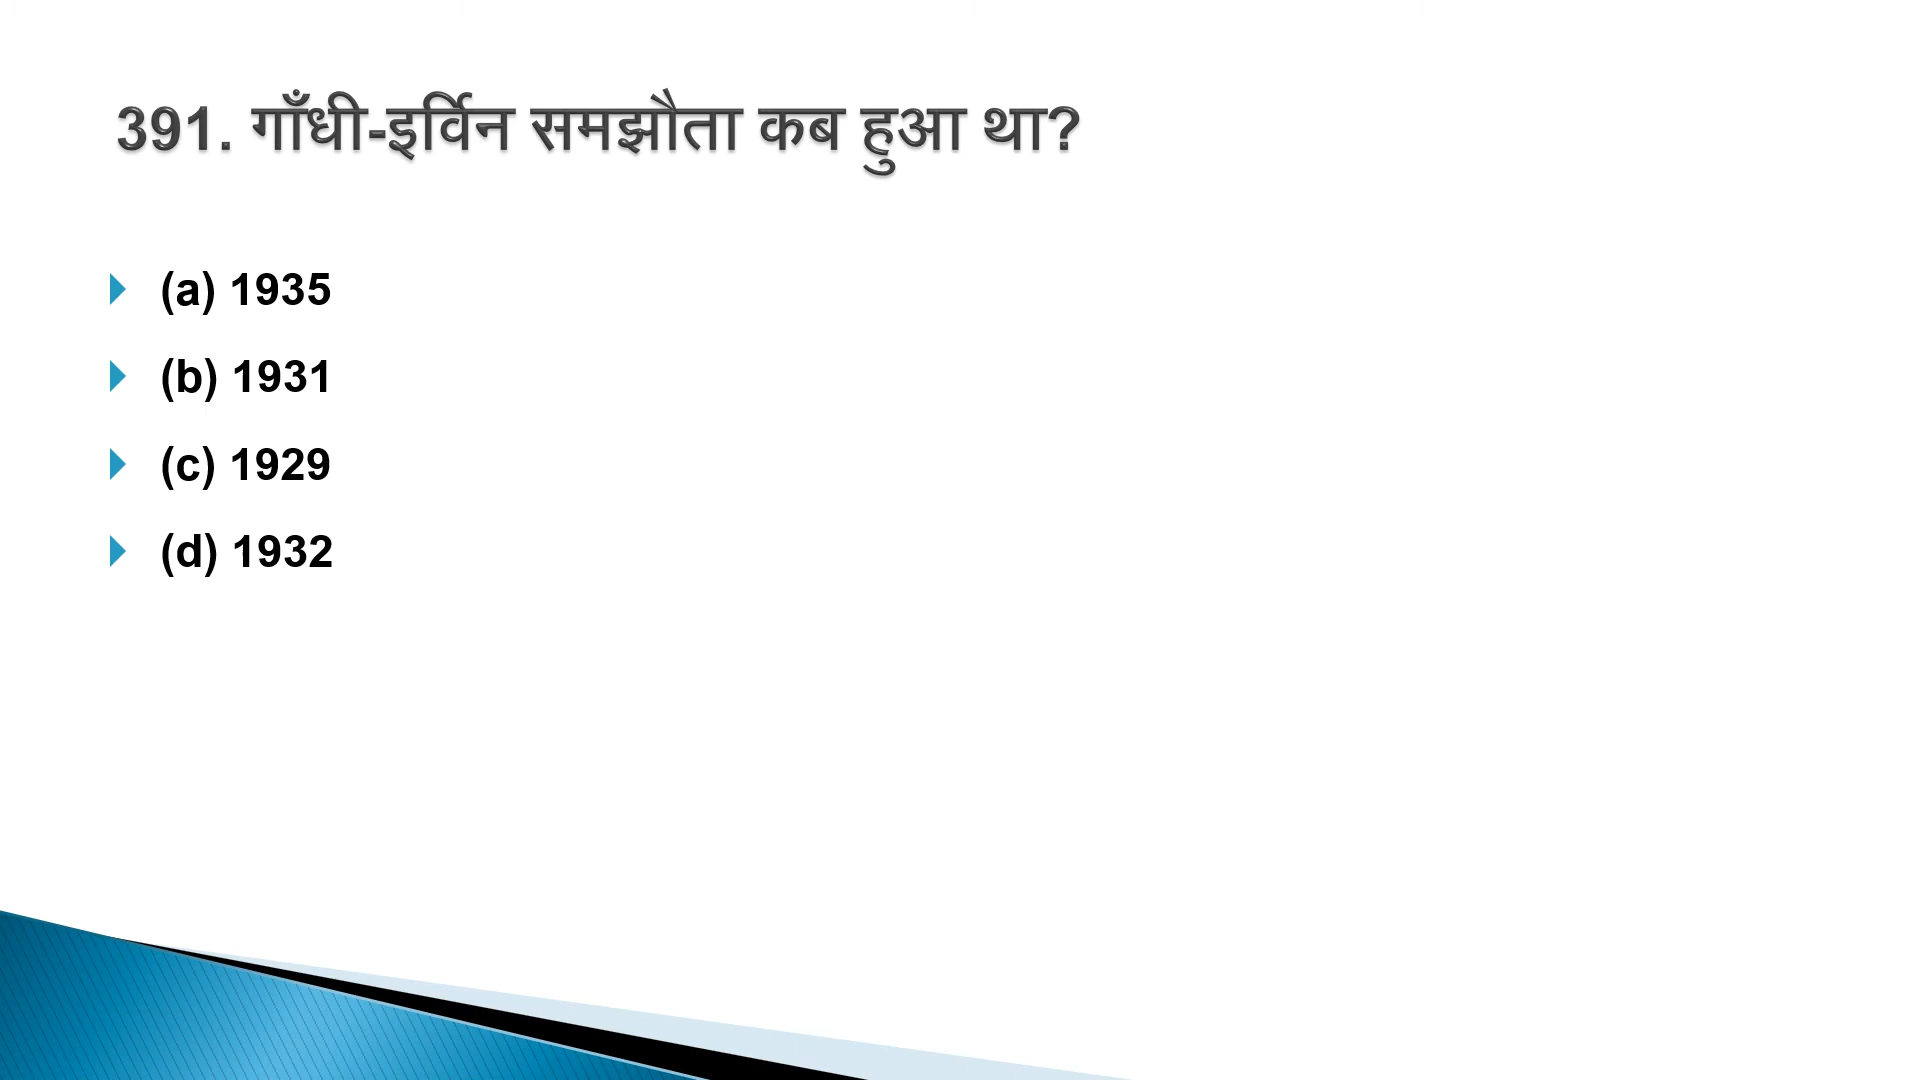 391. गाँधी-इर्विन समझौता कब हुआ था?
(a) 1935
(b) 1931
(c) 1929
(d) 1932